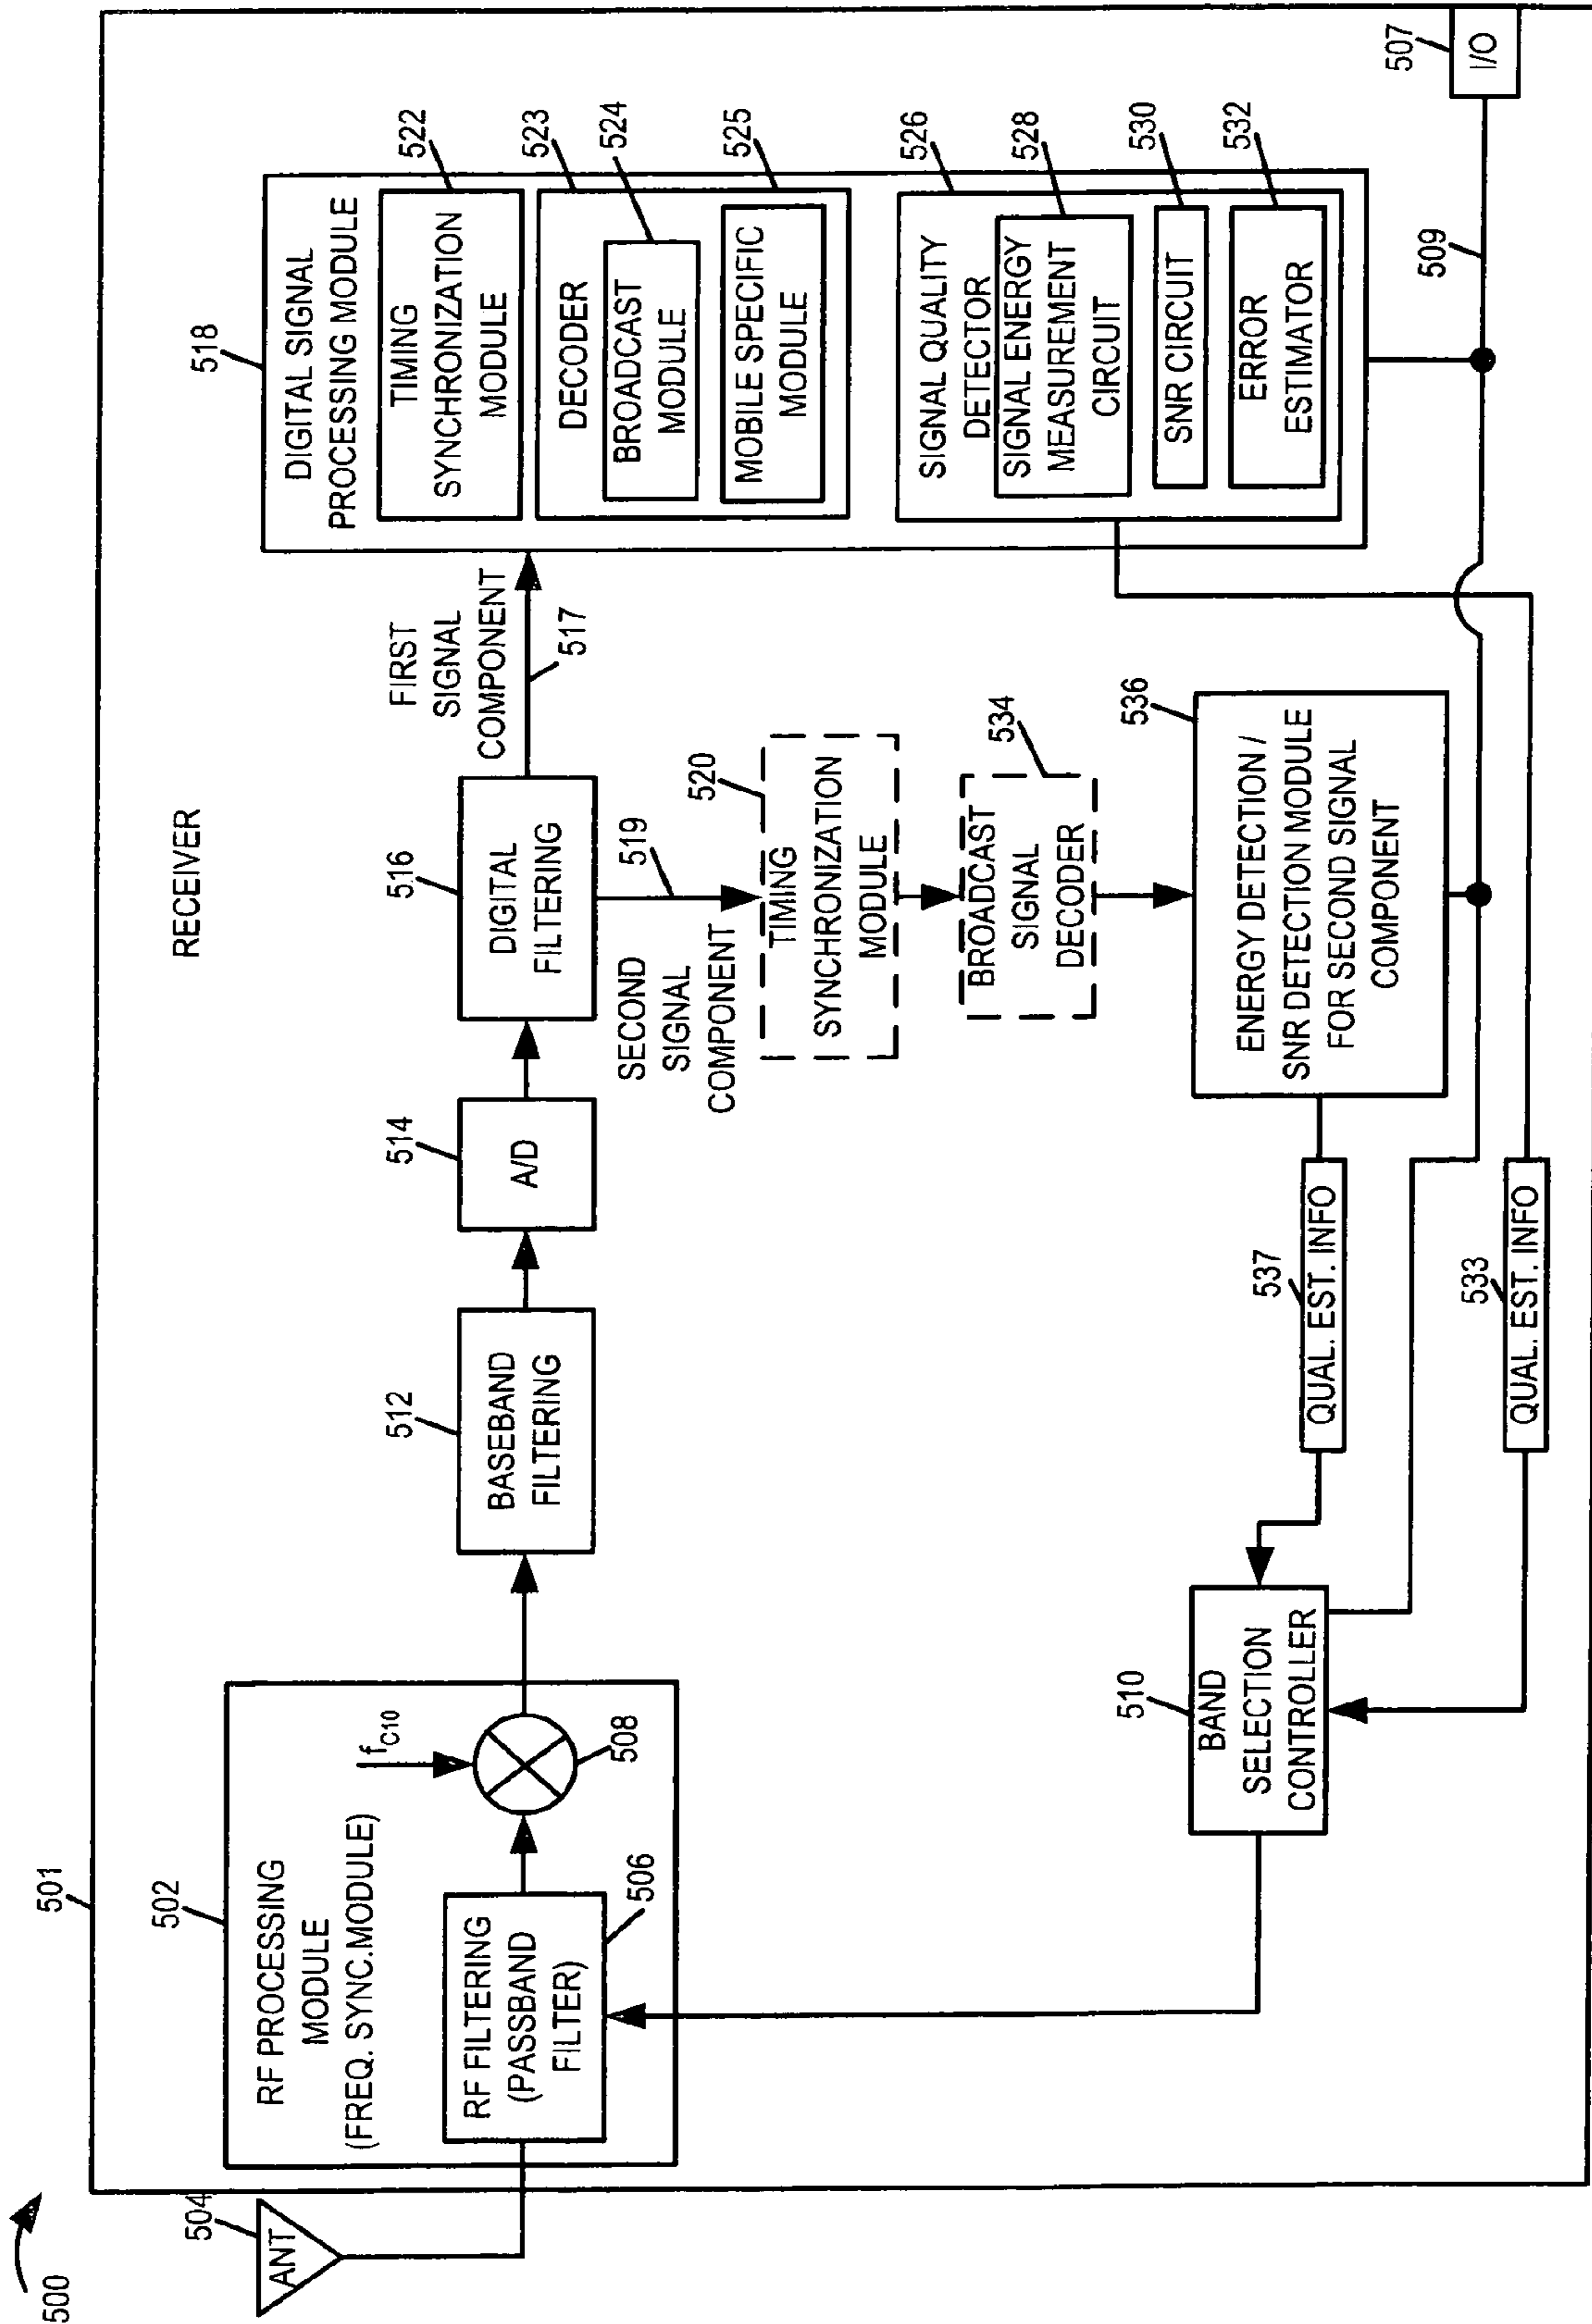 500
501
RECEIVER
504
ANT
502
RF PROCESSING
MODULE
(FREQ. SYNC.MODULE)
fC10
RF FILTERING
(PASSBAND
FILTER)
506
508
512
BASEBAND
FILTERING
514
A/D
516
DIGITAL
FILTERING
FIRST
SIGNAL
COMPONENT
517
SECOND
SIGNAL
COMPONENT
519
518
DIGITAL SIGNAL
PROCESSING MODULE
TIMING
SYNCHRONIZATION
MODULE
522
DECODER
523
BROADCAST
MODULE
524
MOBILE SPECIFIC
MODULE
525
SIGNAL QUALITY
DETECTOR
526
SIGNAL ENERGY
MEASUREMENT
CIRCUIT
528
SNR CIRCUIT
530
ERROR
ESTIMATOR
532
520
TIMING
SYNCHRONIZATION
MODULE
534
BROADCAST
SIGNAL
DECODER
536
ENERGY DETECTION /
SNR DETECTION MODULE
FOR SECOND SIGNAL
COMPONENT
537
QUAL. EST. INFO
533
QUAL. EST. INFO
510
BAND
SELECTION
CONTROLLER
509
507
I/O